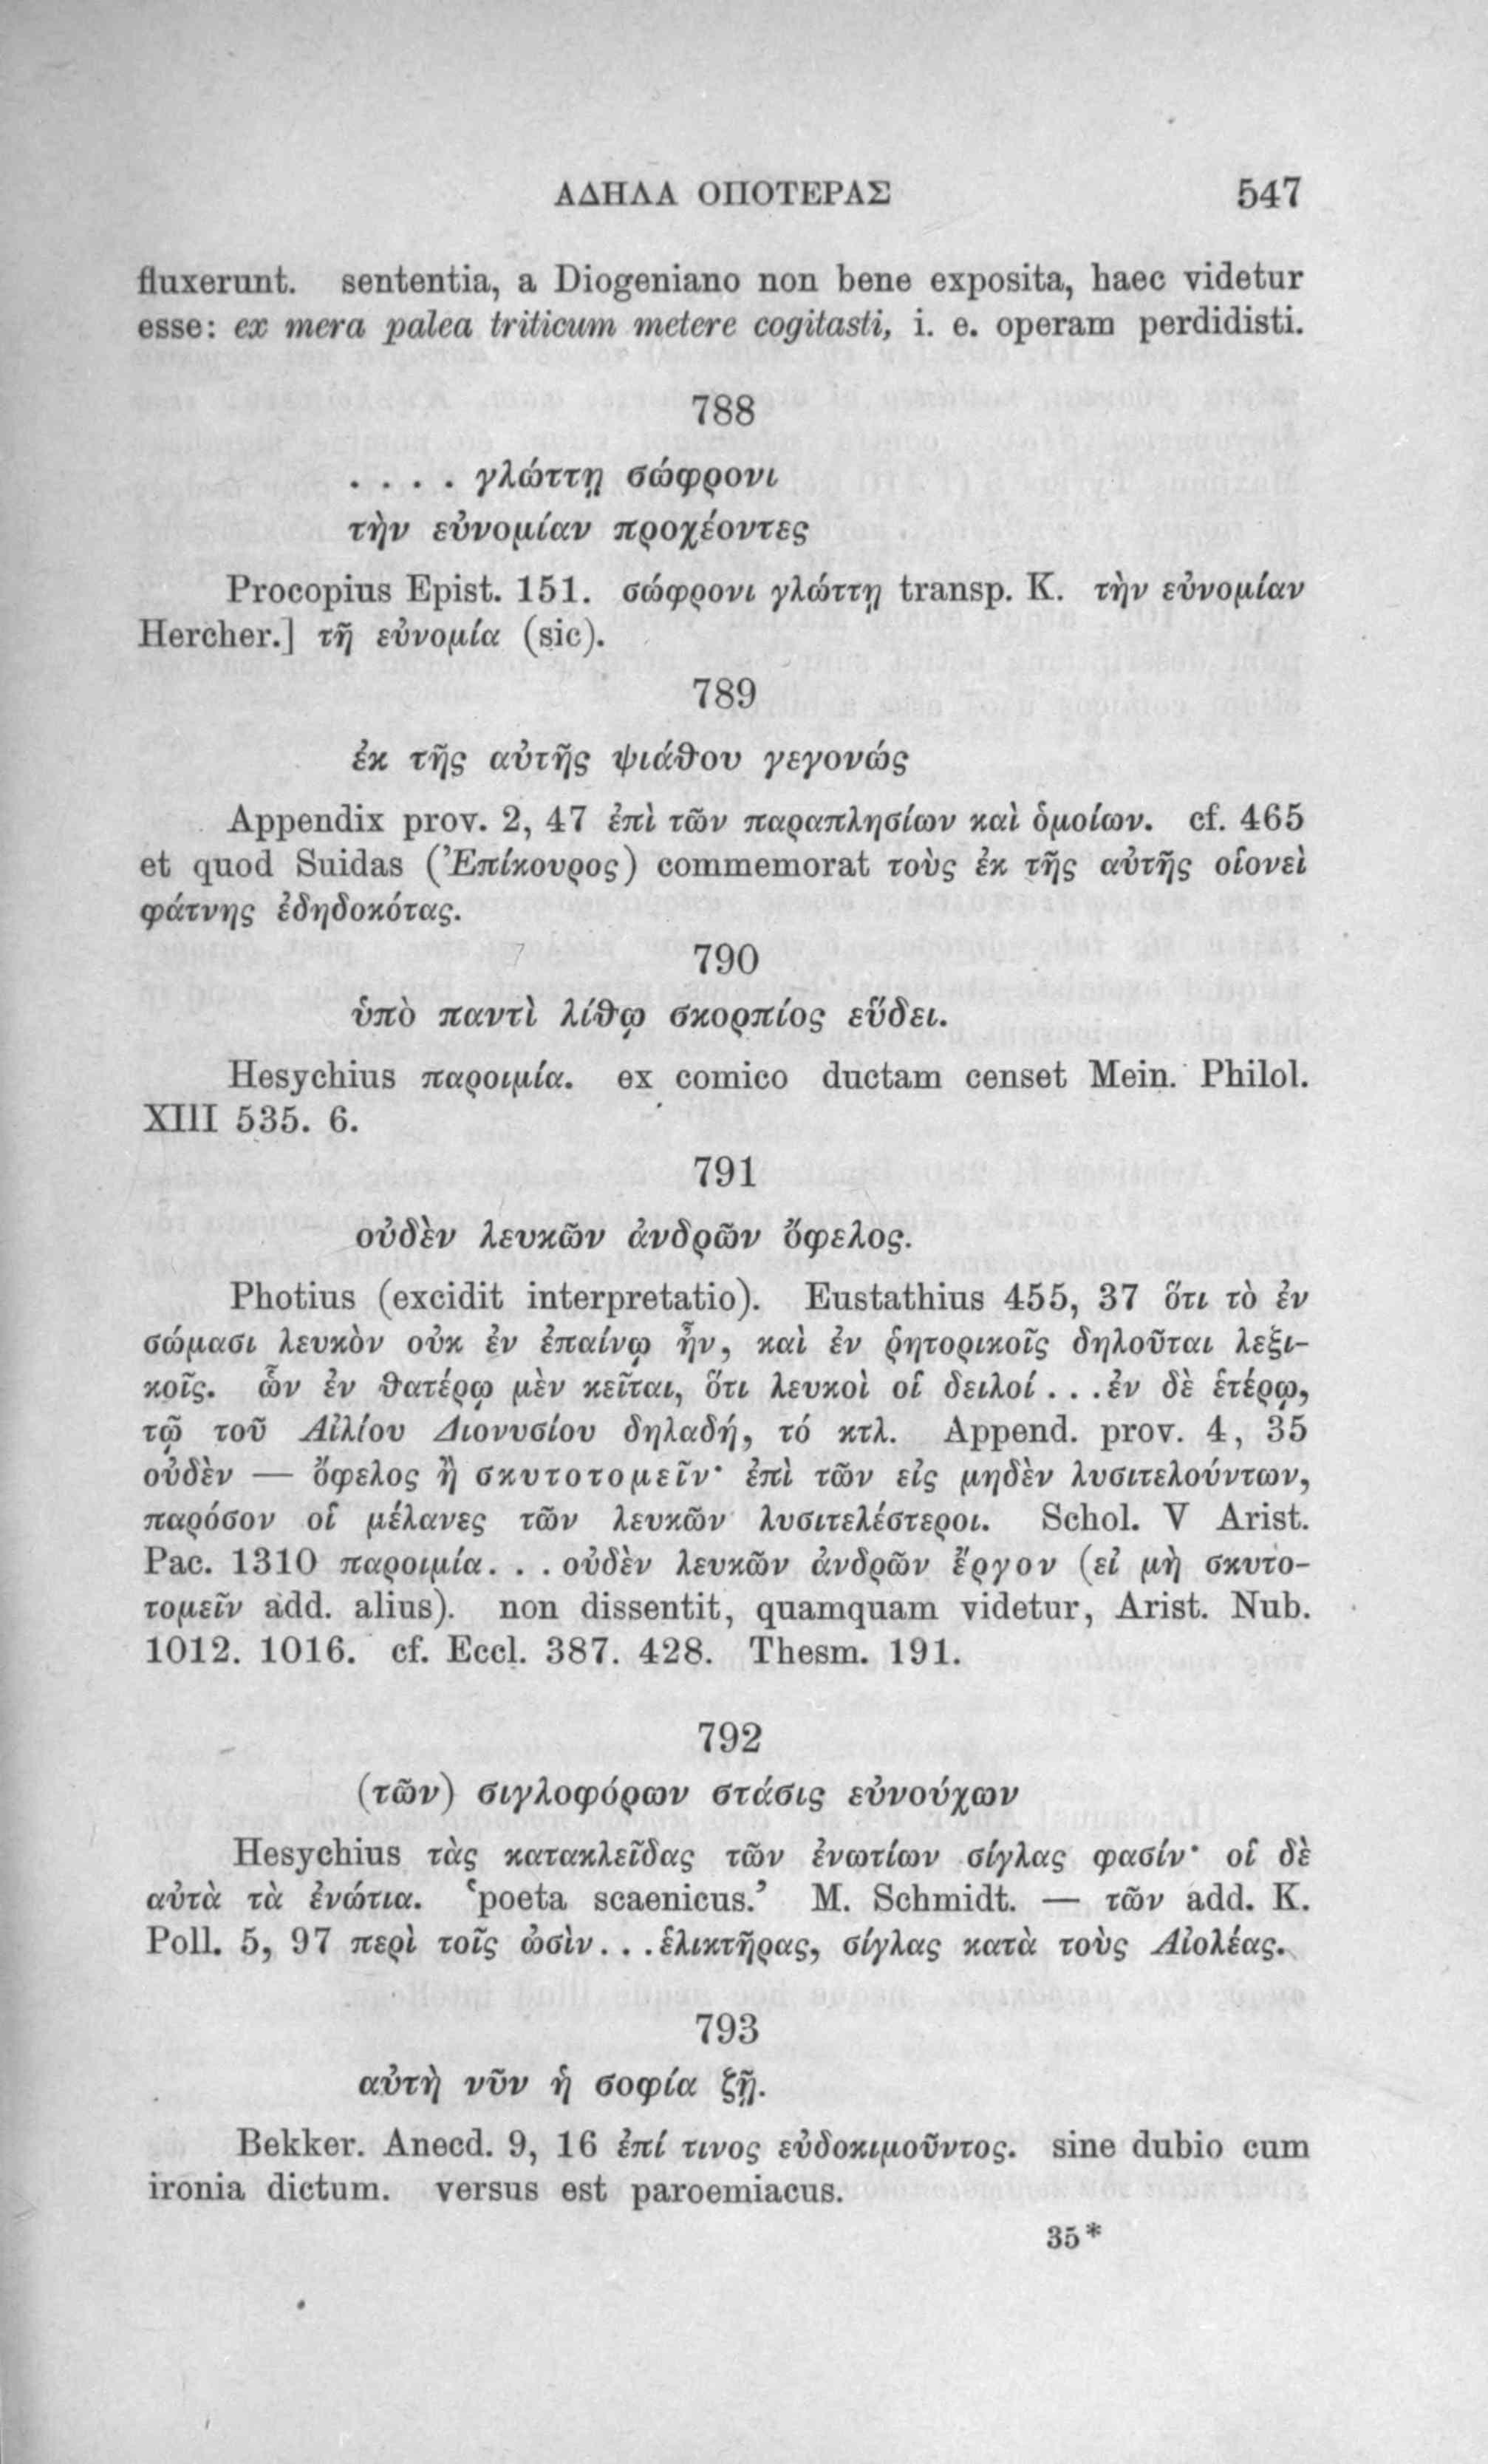 ΑΔΗΛΑ ΟΠΟΤΕΡΑΣ 547
fluxerunt. sententia, a Diogeniano non bene exposita, haec videtur
esse: ex mera palea triticum metere cogitasti, i. e. operam perdidisti.
788
. . . . γλώττῃ σώφρονι
τὴν εὐνομίαν προχέοντες
Procopius Epist. 151. σώφρονι γλώττῃ transp. K. τὴν εὐνομίαν
Hercher.] τῇ εὐνομία (sic).
789
ἐκ τῆς αὐτῆς ψιάθου γεγονώς
Appendix prov. 2, 47 ἐπὶ τῶν παραπλησίων καὶ ὁμοίων. cf. 465
et quod Suidas (Ἐπίκουρος) commemorat τοὺς ἐκ τῆς αὐτῆς οἱονεὶ
φάτνης ἐδηδοκότας.
790
ὑπὸ παντὶ λίθῳ σκορπίος εὕδει.
Hesychius παροιμία. ex comico ductam censet Mein. Philol.
XIII 535. 6.
791
οὐδὲν λευκῶν ἀνδρῶν ὄφελος.
Photius (excidit interpretatio). Eustathius 455, 37 ὅτι τὸ ἐν
σώμασι λευκὸν οὐκ ἐν ἐπαίνῳ ἦν, καὶ ἐν ῥητορικοῖς δηλοῦται λεξι-
κοῖς. ὧν ἐν θατέρῳ μὲν κεῖται, ὅτι λευκοὶ οἱ δειλοί . . . ἐν δὲ ἑτέρῳ,
τῷ τοῦ Αἰλίου Διονυσίου δηλαδή, τό κτλ. Append. prov. 4, 35
οὐδὲν — ὄφελος ἢ σκυτοτομεῖν· ἐπὶ τῶν εἰς μηδὲν λυσιτελούντων,
παρόσον οἱ μέλανες τῶν λευκῶν λυσιτελέστεροι. Schol. V Arist.
Pac. 1310 παροιμία. . . οὐδὲν λευκῶν ἀνδρῶν ἔργον (εἰ μὴ σκυτο-
τομεῖν add. alius). non dissentit, quamquam videtur, Arist. Nub.
1012. 1016. cf. Eccl. 387. 428. Thesm. 191.
792
(τῶν) σιγλοφόρων στάσις εὐνούχων
Hesychius τὰς κατακλεῖδας τῶν ἐνωτίων σίγλας φασίν· οἱ δὲ
αὐτὰ τὰ ἐνώτια. ‘poeta scaenicus.’ M. Schmidt. — τῶν add. K.
Poll. 5, 97 περὶ τοῖς ὠσὶν. . . ἑλικτῆρας, σίγλας κατὰ τοὺς Αἰολέας.
793
αὐτὴ νῦν ἡ σοφία ζῇ.
Bekker. Anecd. 9, 16 ἐπί τινος εὐδοκιμοῦντος. sine dubio cum
ironia dictum. versus est paroemiacus.
35*